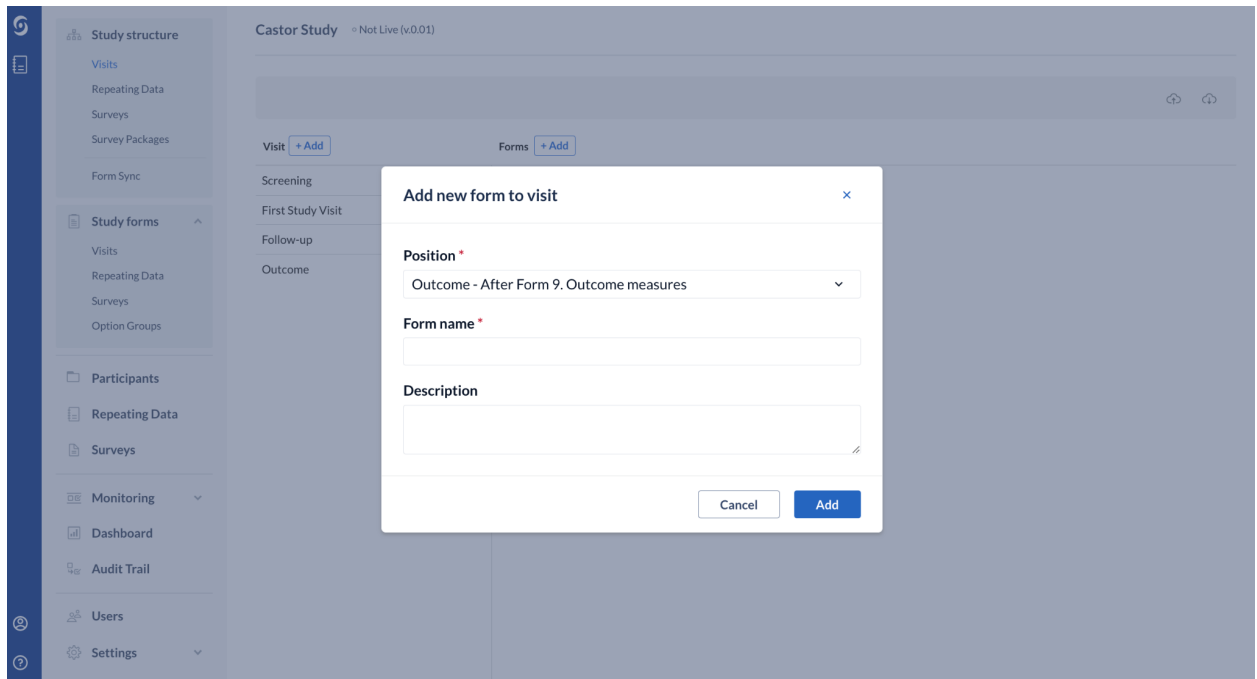 Study structure
Visits
Repeating Data
Surveys
Survey Packages
Form Sync
Study forms
Visits
Repeating Data
Surveys
Option Groups
Participants
Repeating Data
Surveys
Monitoring
Dashboard
Audit Trail
Users
Settings
Castor Study Not Live (v.0.01)
Visit + Add
Forms + Add
Screening
First Study Visit
Follow-up
Outcome
Add new form to visit
Position *
Outcome - After Form 9. Outcome measures
Form name *
Description
Cancel Add